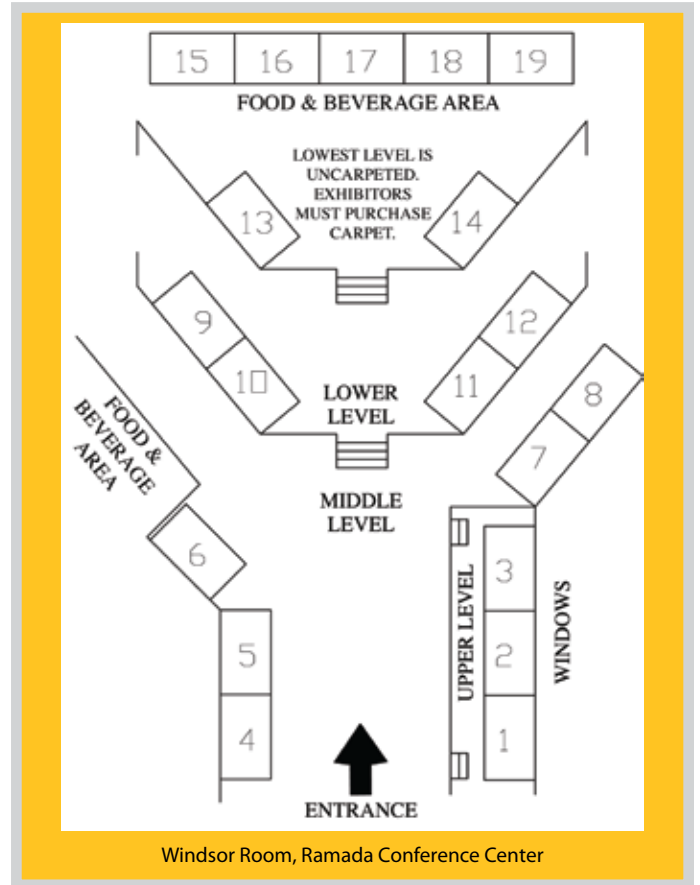 15 16 17 18 19
FOOD & BEVERAGE AREA
LOWEST LEVEL IS
UNCARPETED.
EXHIBITORS
MUST PURCHASE
CARPET.
13
14
9
10
12
11
LOWER
LEVEL
8
7
FOOD &
BEVERAGE
AREA
MIDDLE
LEVEL
6
5
4
UPPER LEVEL
3
2
1
WINDOWS
ENTRANCE
Windsor Room, Ramada Conference Center